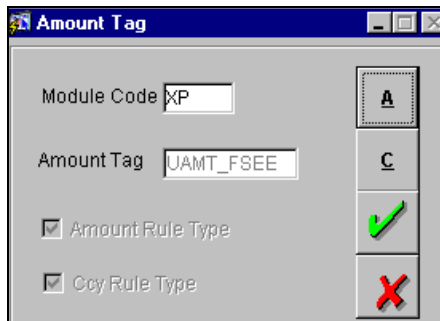 Amount Tag
Module Code XP
A
Amount Tag UAMT_FSEE
C
Amount Rule Type
Ccy Rule Type